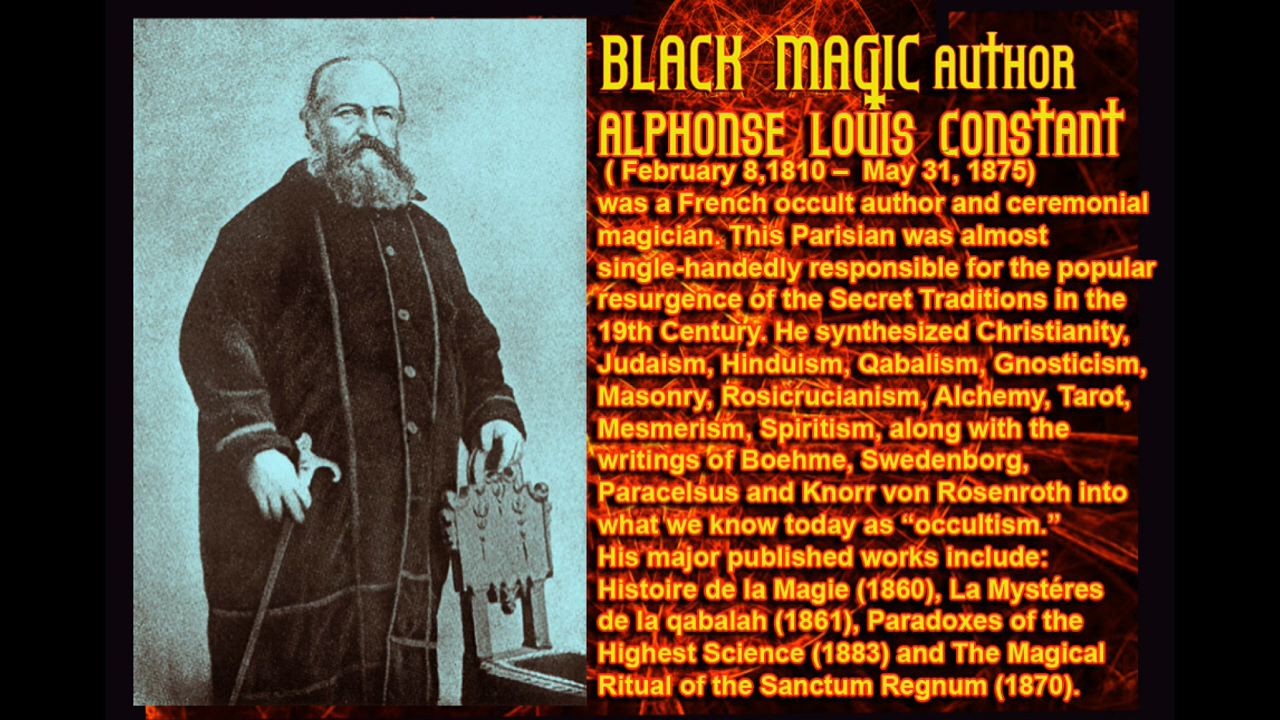 BLACK MAGIC AUTHOR
ALPHONSE LOUIS CONSTANT
( February 8,1810 – May 31, 1875)
was a French occult author and ceremonial
magician. This Parisian was almost
single-handedly responsible for the popular
resurgence of the Secret Traditions in the
19th Century. He synthesized Christianity,
Judaism, Hinduism, Qabalism, Gnosticism,
Masonry, Rosicrucianism, Alchemy, Tarot,
Mesmerism, Spiritism, along with the
writings of Boehme, Swedenborg,
Paracelsus and Knorr von Rosenroth into
what we know today as “occultism.”
His major published works include:
Histoire de la Magie (1860), La Mystéres
de la qabalah (1861), Paradoxes of the
Highest Science (1883) and The Magical
Ritual of the Sanctum Regnum (1870).